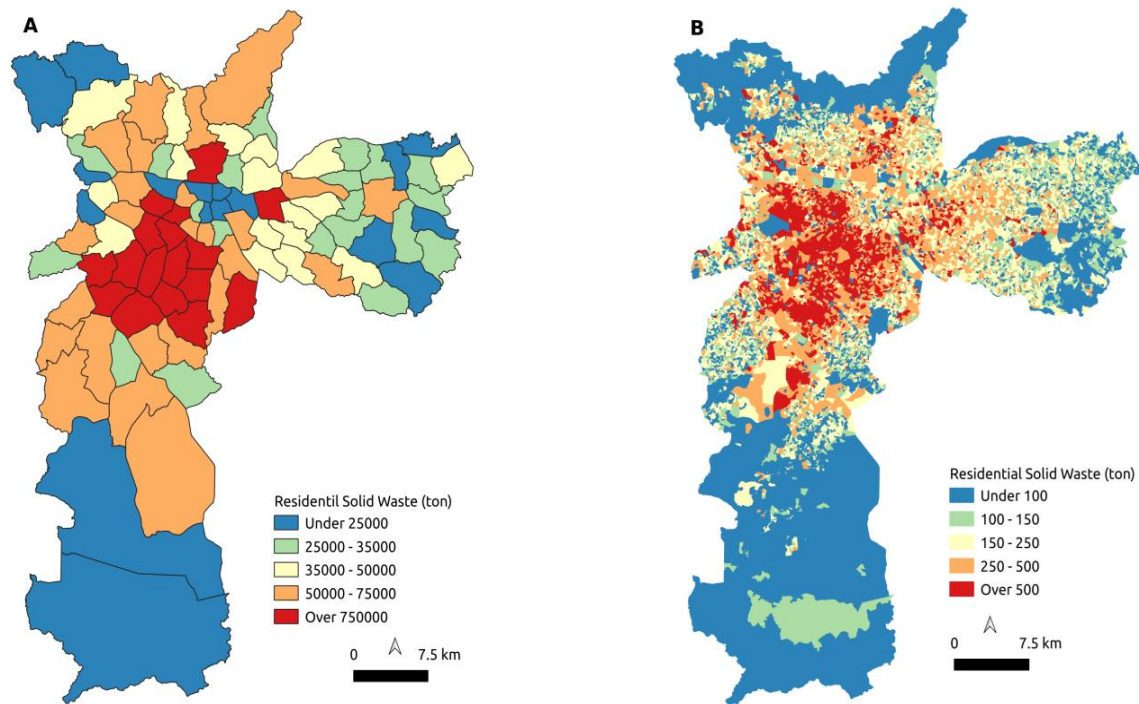 A
Residentil Solid Waste (ton)
Under 25000
25000 - 35000
35000 - 50000
50000 - 75000
Over 750000
0 7.5 km
B
Residential Solid Waste (ton)
Under 100
100 - 150
150 - 250
250 - 500
Over 500
0 7.5 km